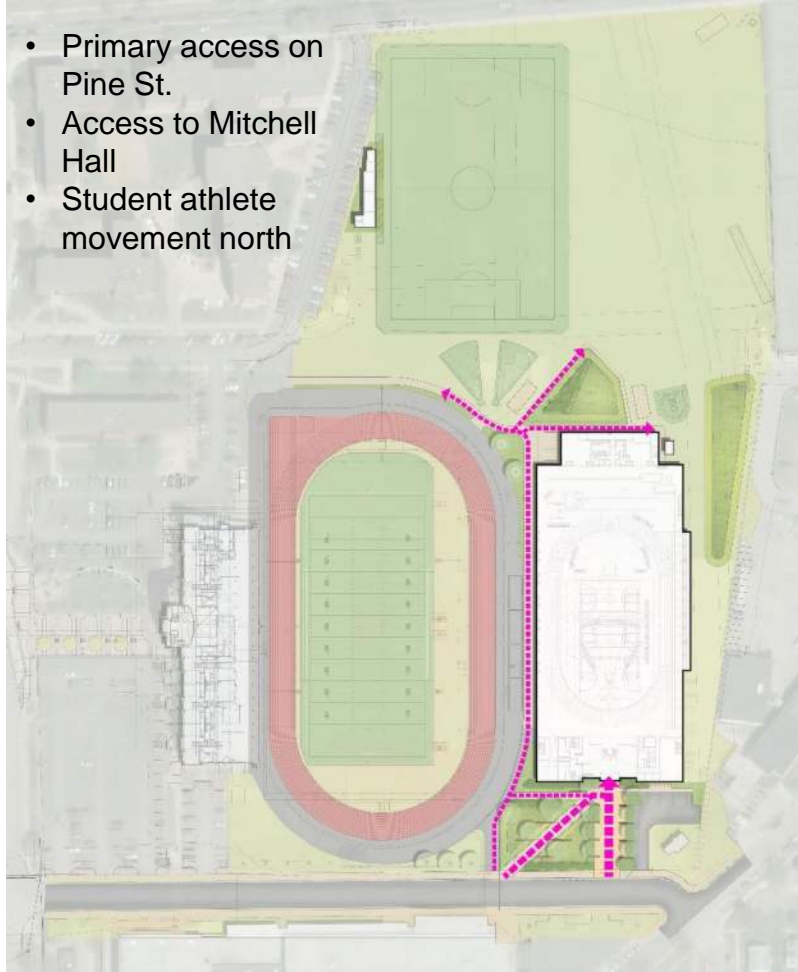 • Primary access on
Pine St.
• Access to Mitchell
Hall
• Student athlete
movement north